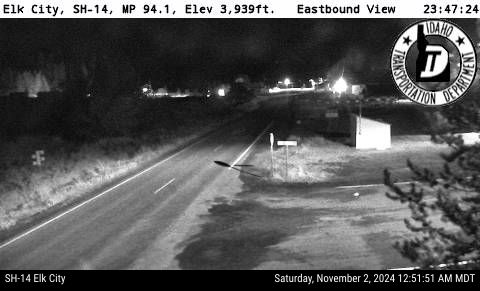 Elk City, SH-14, MP 94.1, Elev 3,939ft. Eastbound View 23:47:24
IDAHO
TRANSPORTATION DEPARTMENT
SH-14 Elk City Saturday, November 2, 2024 12:51:51 AM MDT